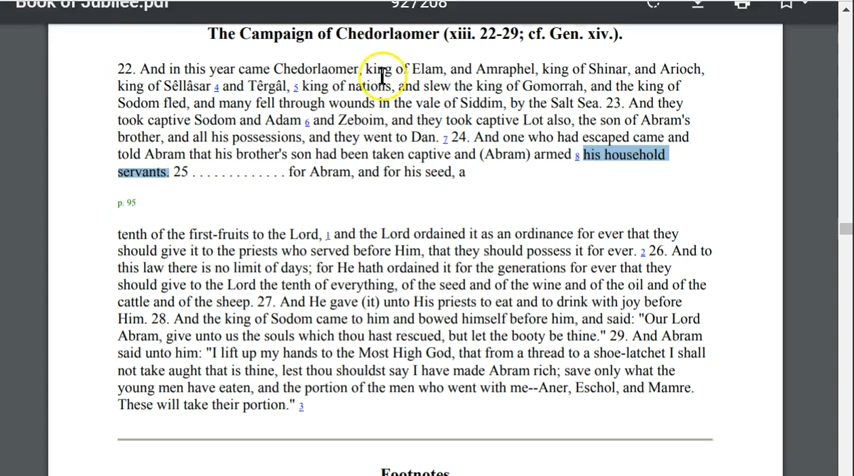 Book of Jubilee.pdf 92 / 208
The Campaign of Chedorlaomer (xiii. 22-29; cf. Gen. xiv.).
22. And in this year came Chedorlaomer, king of Elam, and Amraphel, king of Shinar, and Arioch,
king of Sêllâsar 4 and Têrgâl, 5 king of nations, and slew the king of Gomorrah, and the king of
Sodom fled, and many fell through wounds in the vale of Siddim, by the Salt Sea. 23. And they
took captive Sodom and Adam 6 and Zeboim, and they took captive Lot also, the son of Abram's
brother, and all his possessions, and they went to Dan. 7 24. And one who had escaped came and
told Abram that his brother's son had been taken captive and (Abram) armed 8 his household
servants. 25 . . . . . . . . . . . . . for Abram, and for his seed, a
p. 95
tenth of the first-fruits to the Lord, 1 and the Lord ordained it as an ordinance for ever that they
should give it to the priests who served before Him, that they should possess it for ever. 2 26. And to
this law there is no limit of days; for He hath ordained it for the generations for ever that they
should give to the Lord the tenth of everything, of the seed and of the wine and of the oil and of the
cattle and of the sheep. 27. And He gave (it) unto His priests to eat and to drink with joy before
Him. 28. And the king of Sodom came to him and bowed himself before him, and said: "Our Lord
Abram, give unto us the souls which thou hast rescued, but let the booty be thine." 29. And Abram
said unto him: "I lift up my hands to the Most High God, that from a thread to a shoe-latchet I shall
not take aught that is thine, lest thou shouldst say I have made Abram rich; save only what the
young men have eaten, and the portion of the men who went with me--Aner, Eschol, and Mamre.
These will take their portion." 3
Footnotes